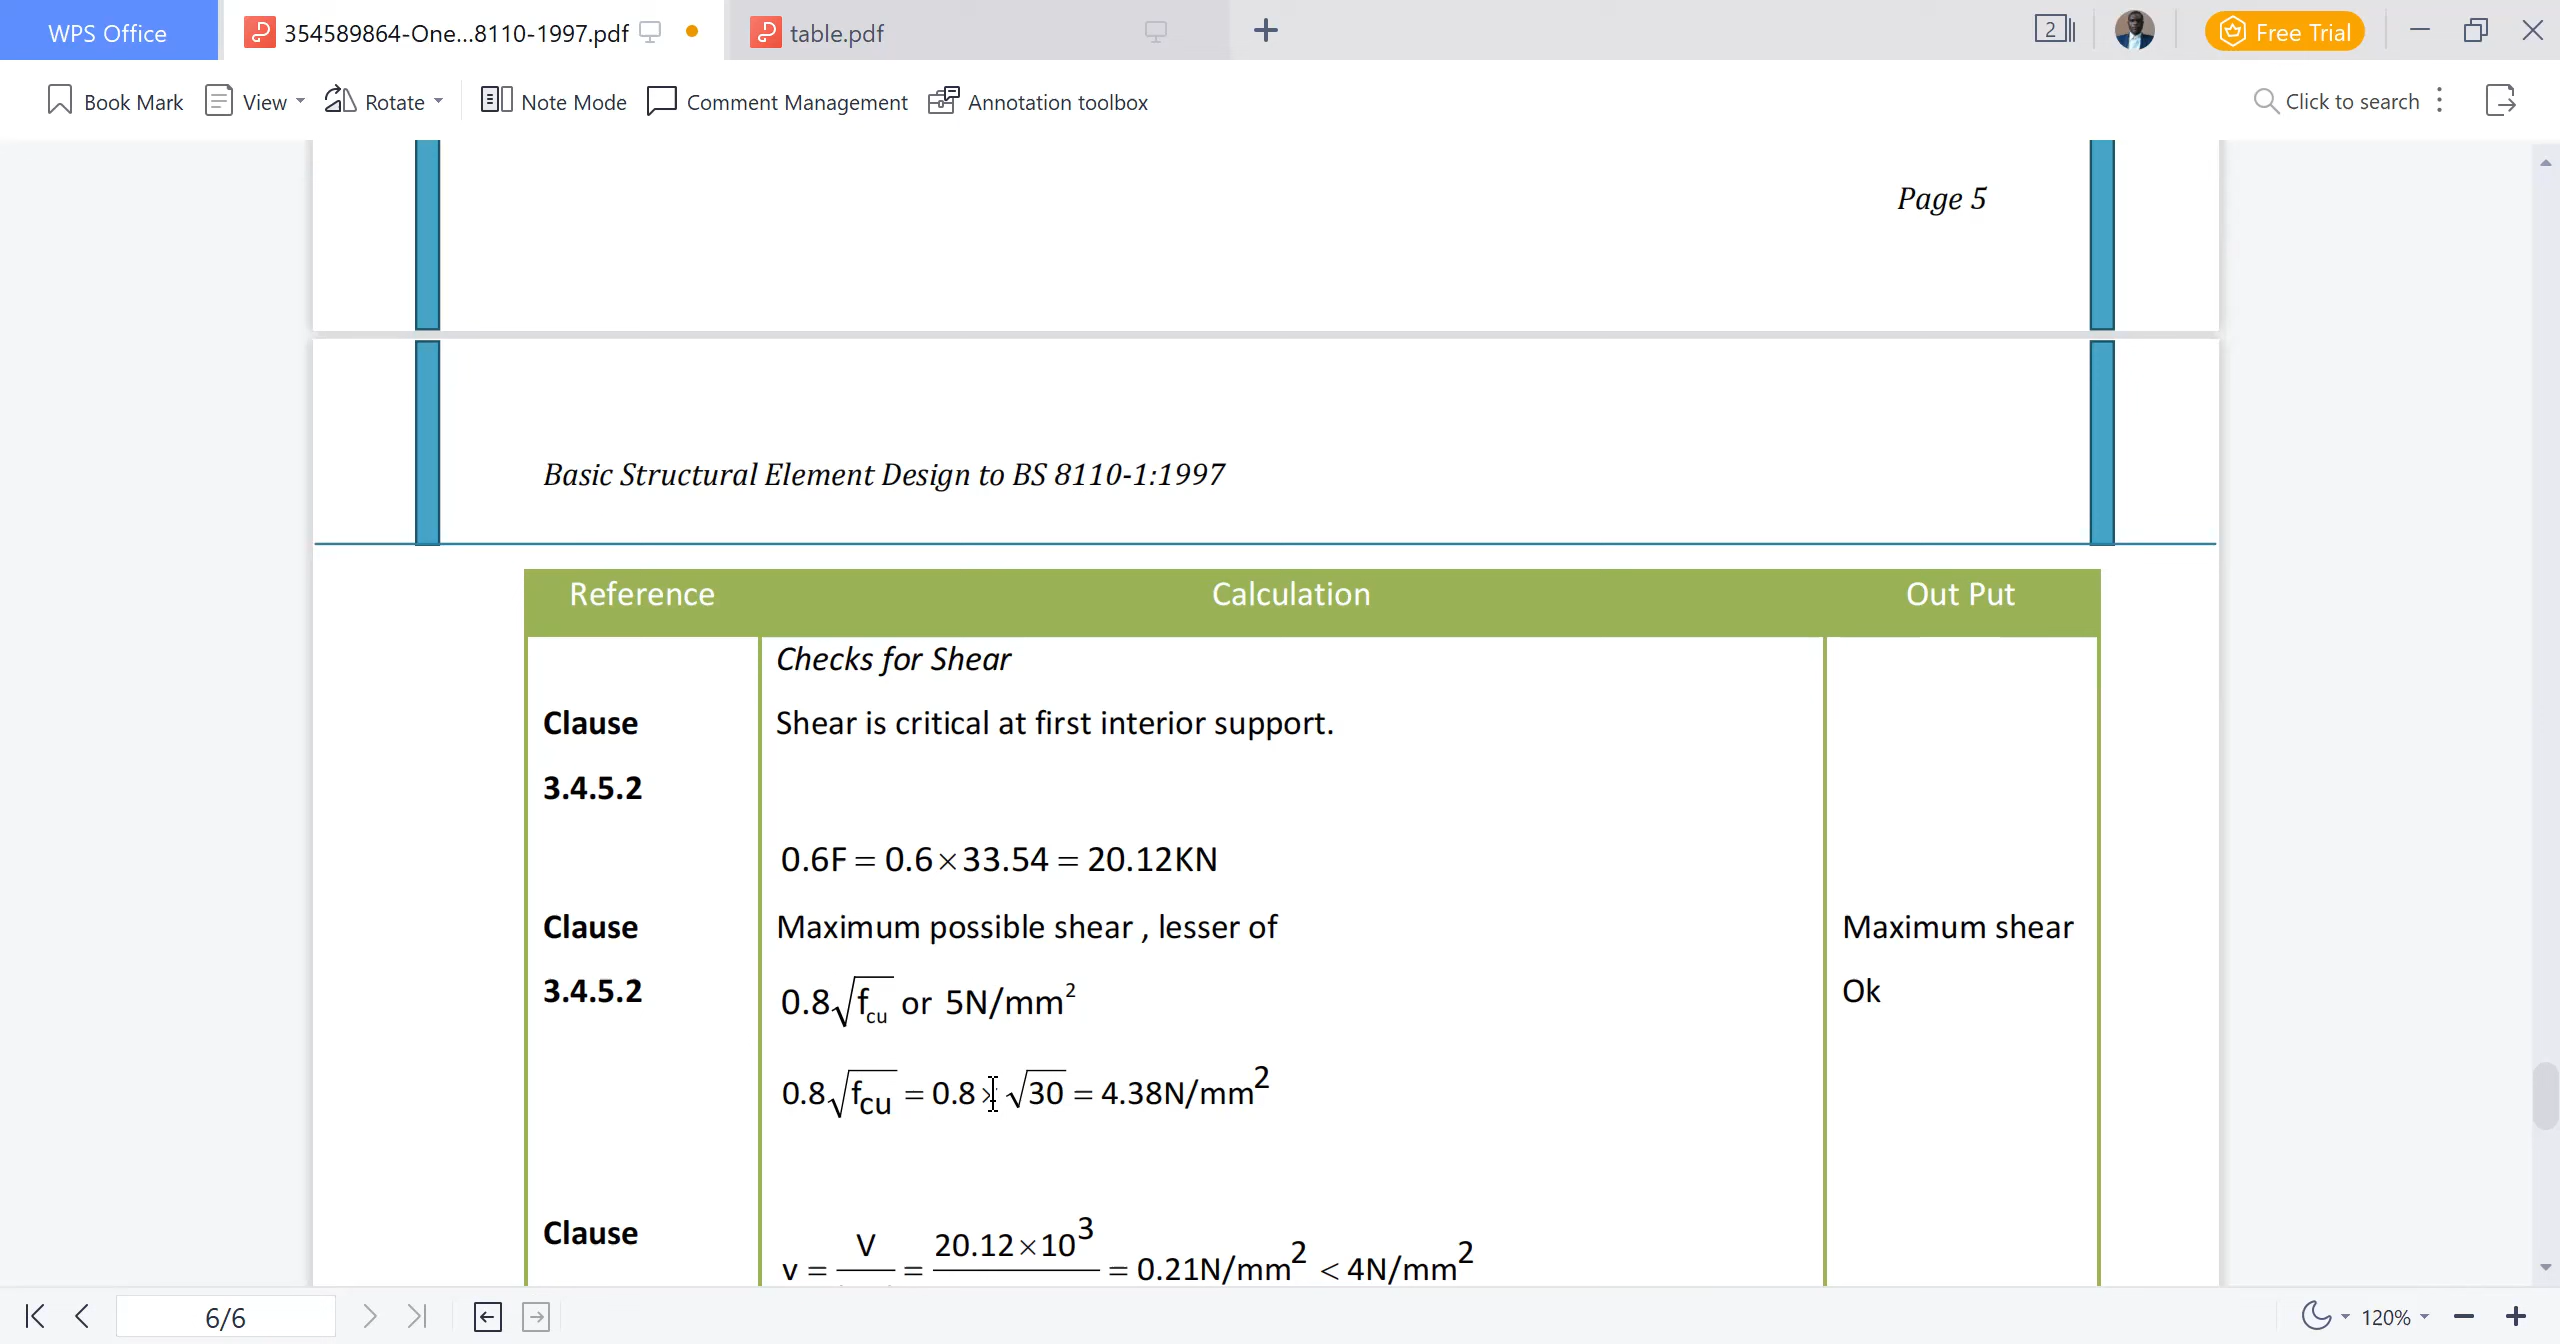 WPS Office
354589864-One...8110-1997.pdf
table.pdf
2
Free Trial
Book Mark
View
Rotate
Note Mode
Comment Management
Annotation toolbox
Click to search
Page 5
Basic Structural Element Design to BS 8110-1:1997
Reference Calculation Out Put
Checks for Shear
Clause Shear is critical at first interior support.
3.4.5.2
0.6F = 0.6×33.54 = 20.12KN
Clause Maximum possible shear , lesser of Maximum shear
3.4.5.2 0.8√fcu or 5N/mm² Ok
0.8√fcu = 0.8× √30 = 4.38N/mm²
Clause
v = V = 20.12×10³ = 0.21N/mm² < 4N/mm²
6/6
120%